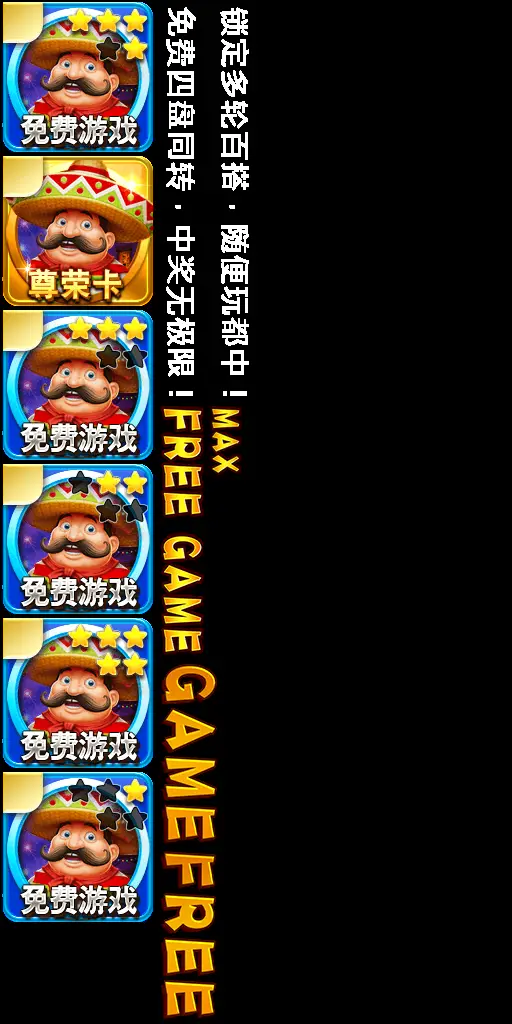 免费游戏
尊荣卡
免费游戏
免费游戏
免费游戏
免费游戏
锁定多轮百搭，随便玩都中！
免费四盘同转，中奖无极限！
MAX
FREE GAME
GAME
FREE